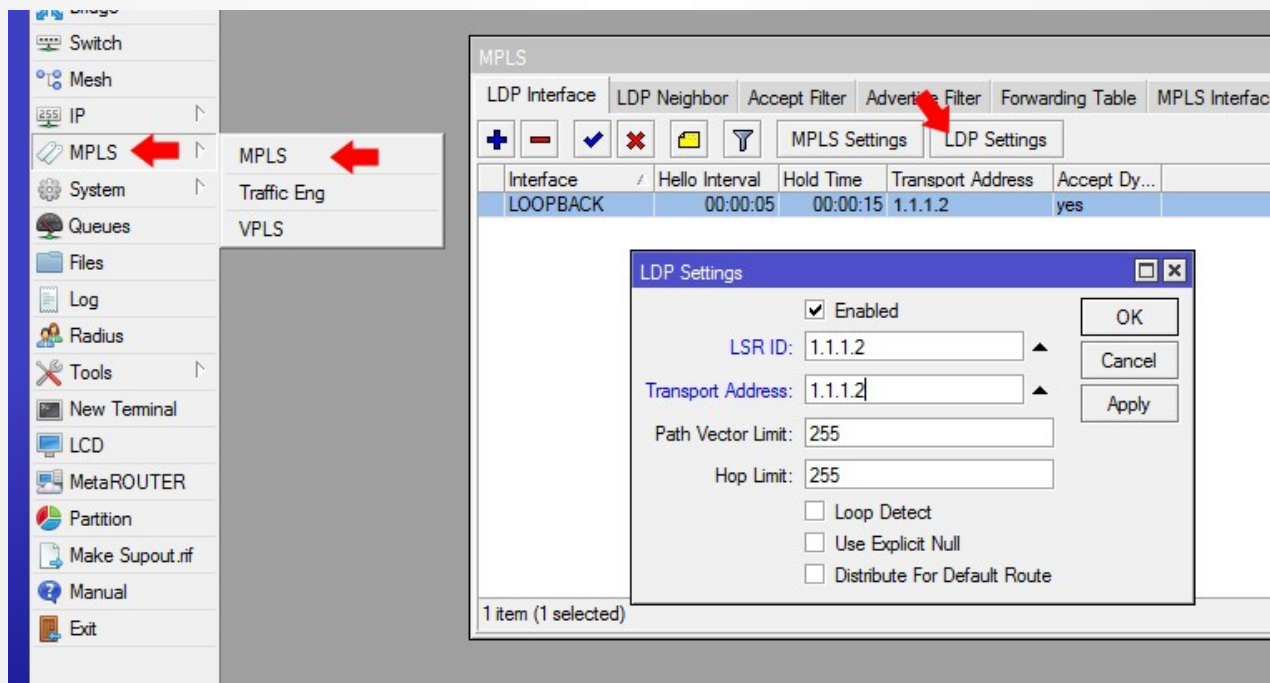 Bridge
Switch
Mesh
255 IP
MPLS
System
Queues
Files
Log
Radius
Tools
New Terminal
LCD
MetaROUTER
Partition
Make Supout.rif
Manual
Exit
MPLS
Traffic Eng
VPLS
MPLS
LDP Interface LDP Neighbor Accept Filter Advertise Filter Forwarding Table MPLS Interfac
MPLS Settings LDP Settings
Interface Hello Interval Hold Time Transport Address Accept Dy...
LOOPBACK 00:00:05 00:00:15 1.1.1.2 yes
LDP Settings
Enabled
LSR ID: 1.1.1.2
Transport Address: 1.1.1.2
Path Vector Limit: 255
Hop Limit: 255
Loop Detect
Use Explicit Null
Distribute For Default Route
OK
Cancel
Apply
1 item (1 selected)